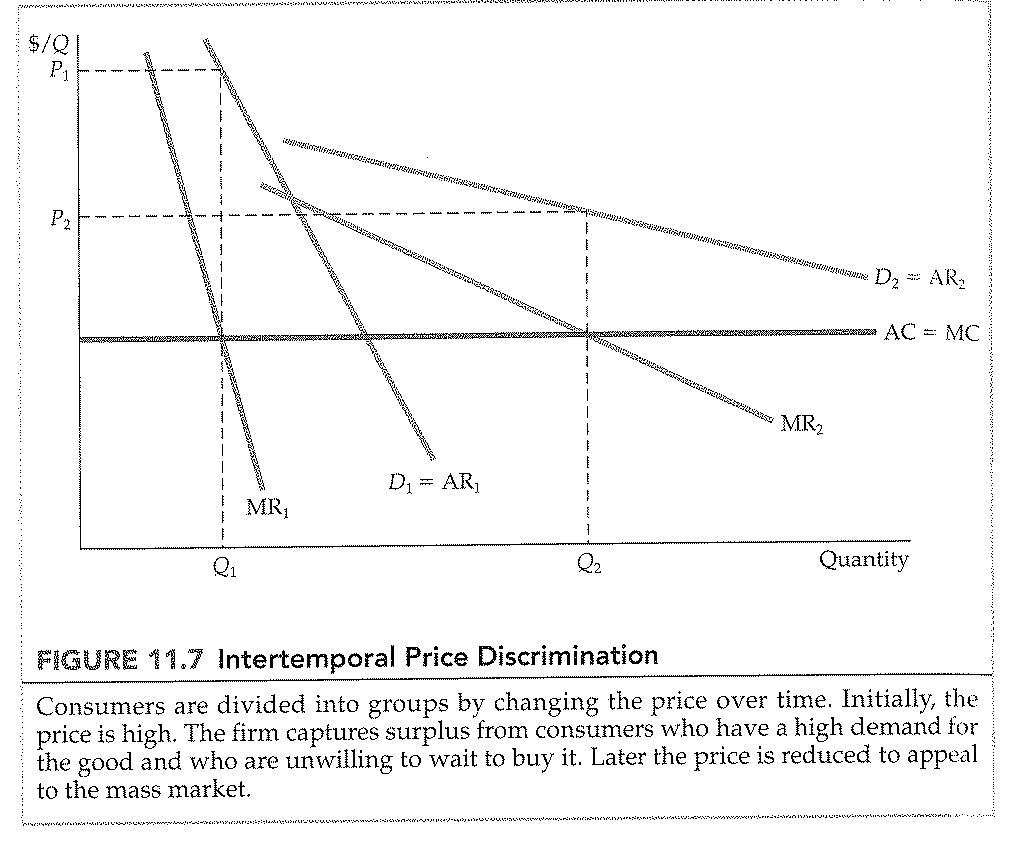 $/Q
P₁
P₂
D₂ = AR₂
AC = MC
MR₂
D₁ = AR₁
MR₁
Q₁
Q₂
Quantity
FIGURE 11.7 Intertemporal Price Discrimination
Consumers are divided into groups by changing the price over time. Initially, the
price is high. The firm captures surplus from consumers who have a high demand for
the good and who are unwilling to wait to buy it. Later the price is reduced to appeal
to the mass market.